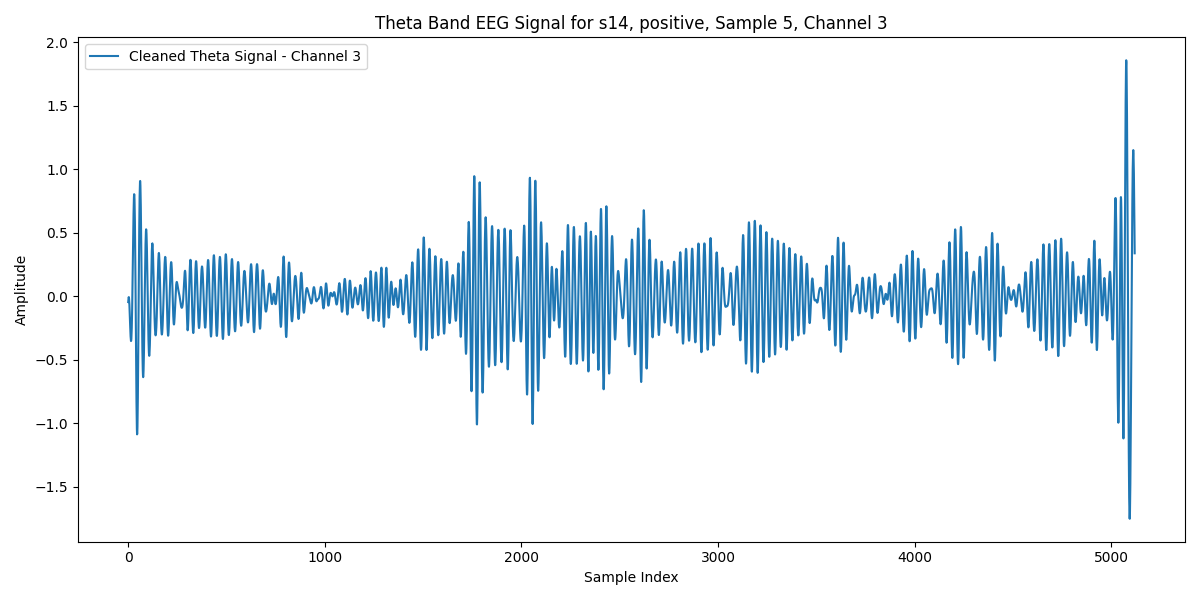 Theta Band EEG Signal for s14, positive, Sample 5, Channel 3
Cleaned Theta Signal - Channel 3
2.0
1.5
1.0
0.5
0.0
−0.5
−1.0
−1.5
Amplitude
0 1000 2000 3000 4000 5000
Sample Index